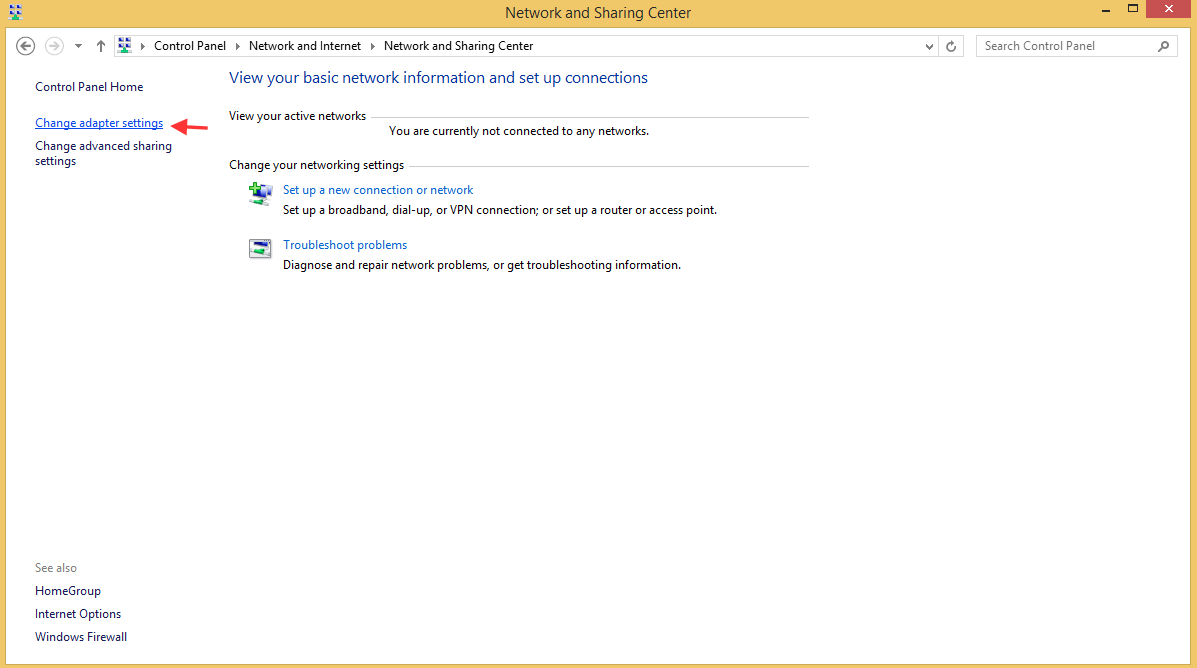 Network and Sharing Center
Control Panel Network and Internet Network and Sharing Center
Search Control Panel
Control Panel Home
Change adapter settings
Change advanced sharing
settings
View your basic network information and set up connections
View your active networks
You are currently not connected to any networks.
Change your networking settings
Set up a new connection or network
Set up a broadband, dial-up, or VPN connection; or set up a router or access point.
Troubleshoot problems
Diagnose and repair network problems, or get troubleshooting information.
See also
HomeGroup
Internet Options
Windows Firewall